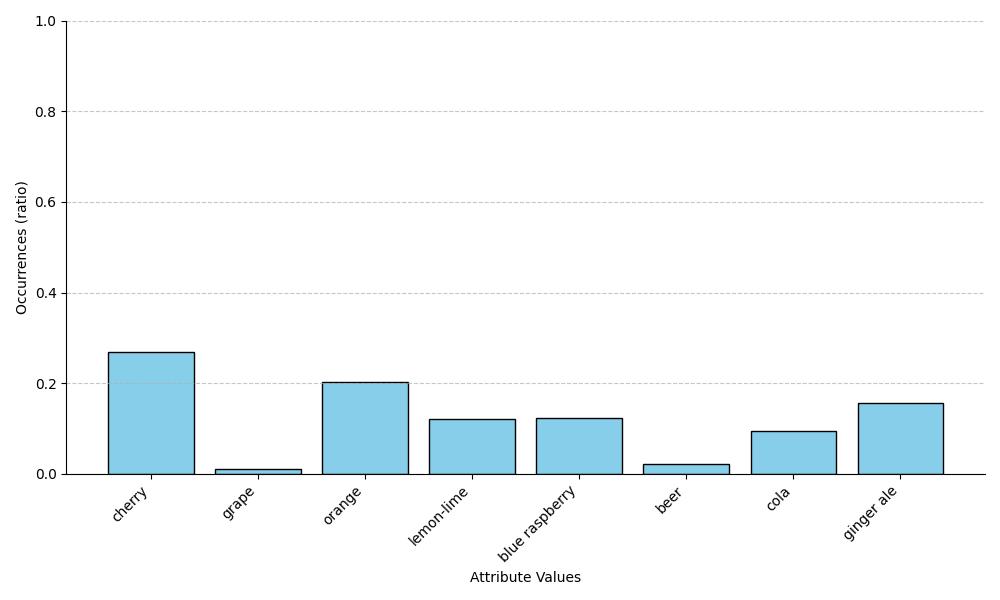 1.0
0.8
0.6
0.4
0.2
0.0
Occurrences (ratio)
cherry
grape
orange
lemon-lime
blue raspberry
beer
cola
ginger ale
Attribute Values